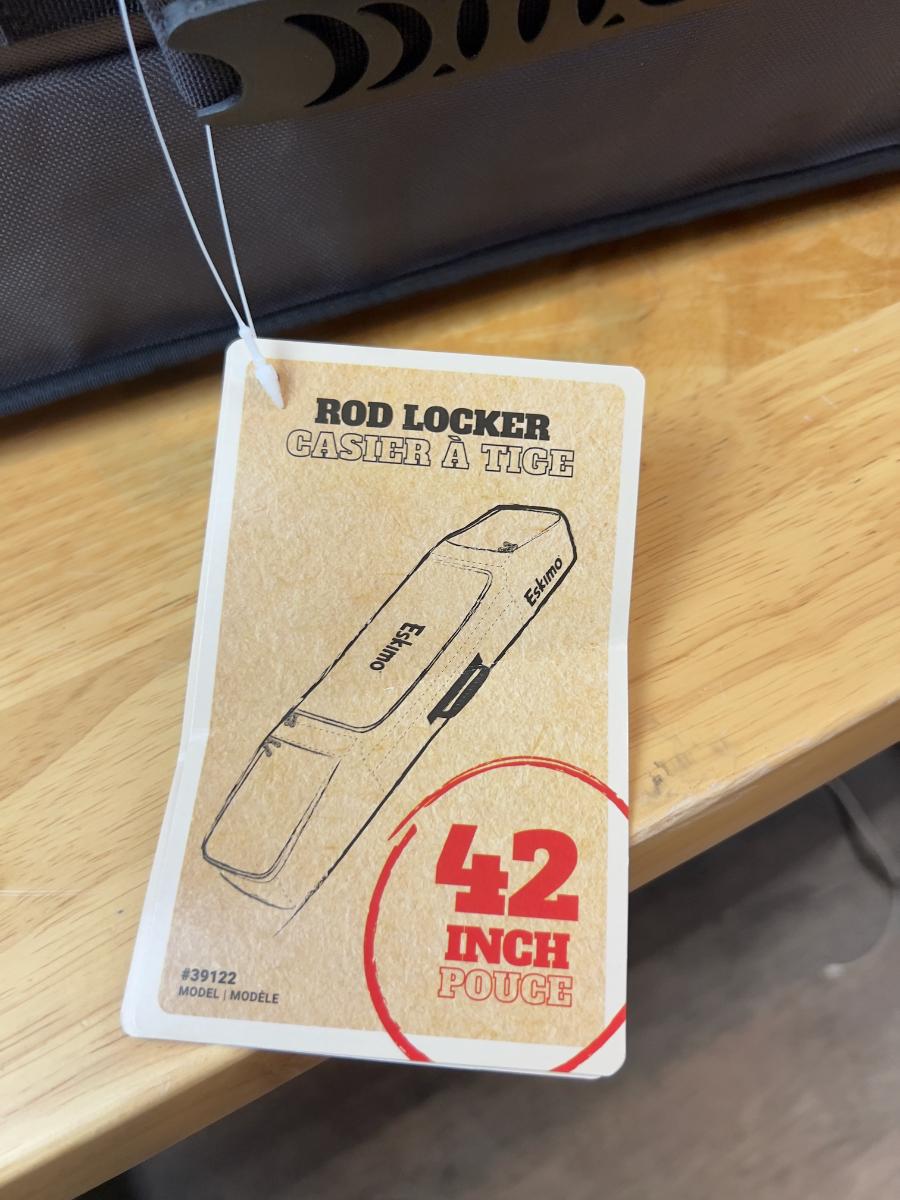 ROD LOCKER
CASIER À TIGE
Eskimo
Eskimo
42
INCH
POUCE
#39122
MODEL | MODÈLE